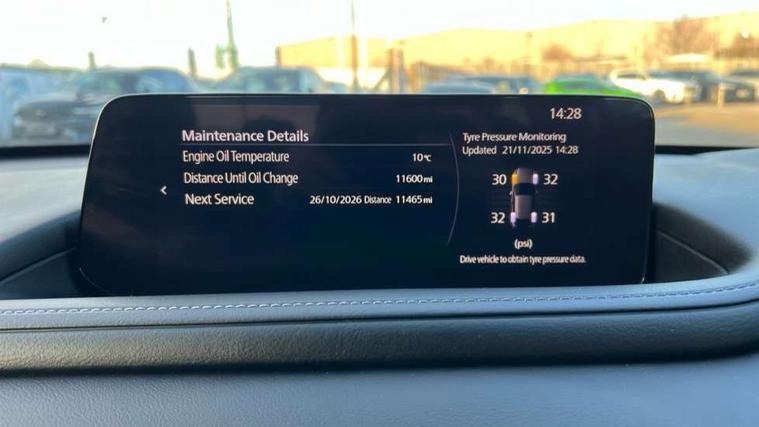 14:28
Maintenance Details
Engine Oil Temperature 10℃
Distance Until Oil Change 11600mi
Next Service 26/10/2026 Distance 11465mi
Tyre Pressure Monitoring
Updated 21/11/2025 14:28
30 32
32 31
(psi)
Drive vehicle to obtain tyre pressure data.